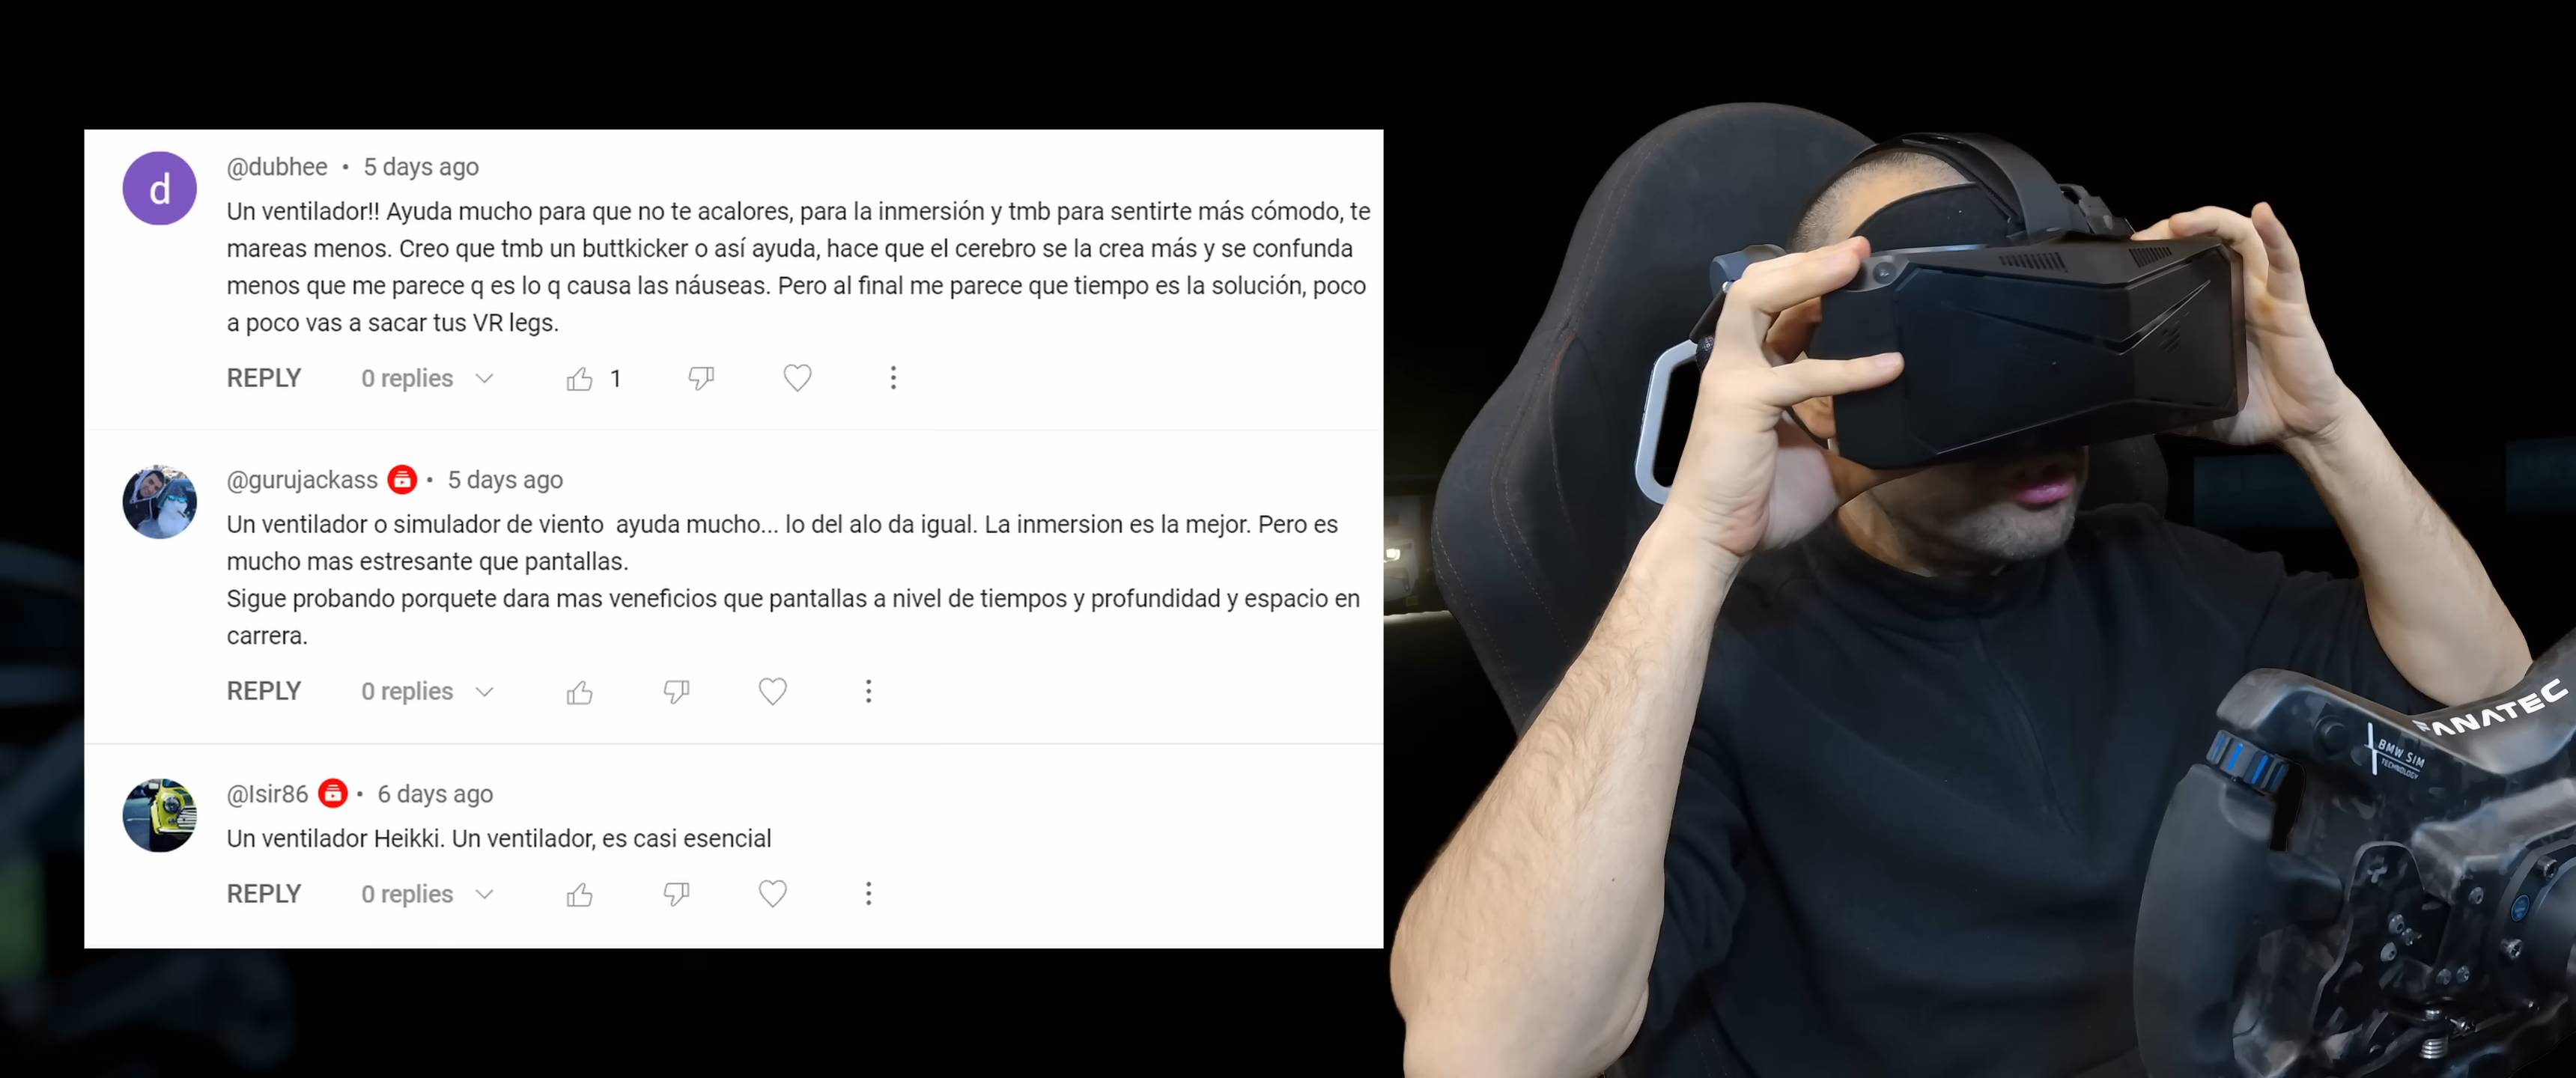 d
@dubhee • 5 days ago
Un ventilador!! Ayuda mucho para que no te acalores, para la inmersión y tmb para sentirte más cómodo, te
mareas menos. Creo que tmb un buttkicker o así ayuda, hace que el cerebro se la crea más y se confunda
menos que me parece q es lo q causa las náuseas. Pero al final me parece que tiempo es la solución, poco
a poco vas a sacar tus VR legs.
REPLY 0 replies 1
@gurujackass • 5 days ago
Un ventilador o simulador de viento  ayuda mucho... lo del alo da igual. La inmersion es la mejor. Pero es
mucho mas estresante que pantallas.
Sigue probando porquete dara mas veneficios que pantallas a nivel de tiempos y profundidad y espacio en
carrera.
REPLY 0 replies
@Isir86 • 6 days ago
Un ventilador Heikki. Un ventilador, es casi esencial
REPLY 0 replies
FANATEC
BMW SIM
TECHNOLOGY